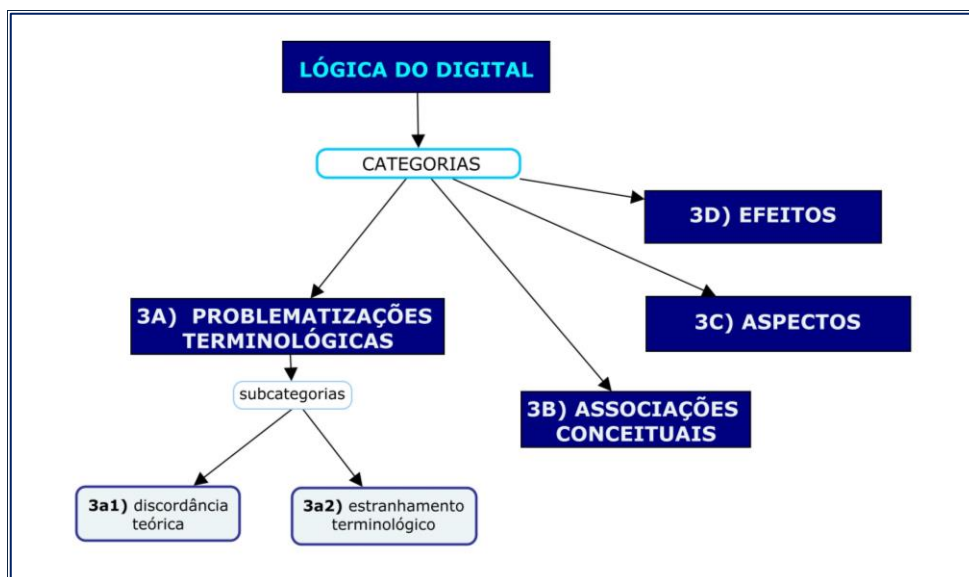 LÓGICA DO DIGITAL
CATEGORIAS
3D) EFEITOS
3A) PROBLEMATIZAÇÕES
TERMINOLÓGICAS
3C) ASPECTOS
subcategorias
3B) ASSOCIAÇÕES
CONCEITUAIS
3a1) discordância
teórica
3a2) estranhamento
terminológico